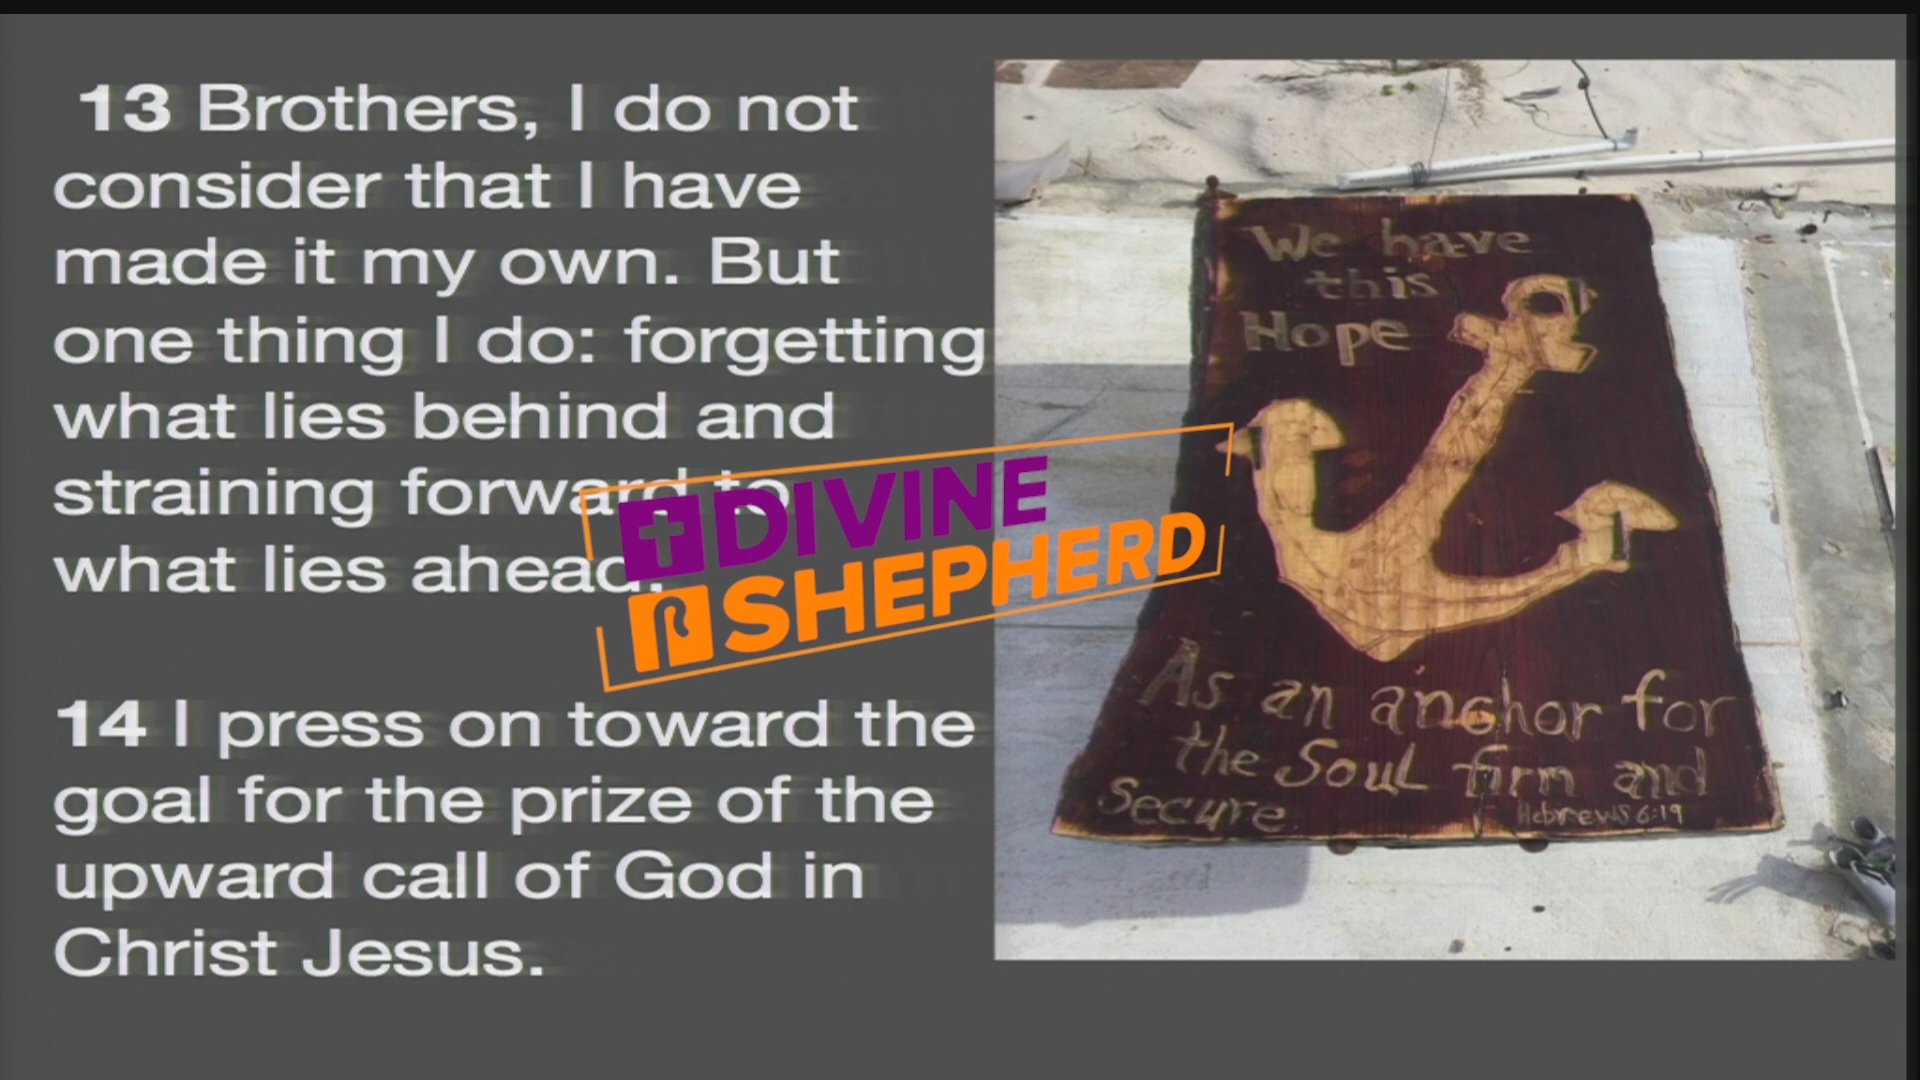 13 Brothers, I do not
consider that I have
made it my own. But
one thing I do: forgetting
what lies behind and
straining forward to
what lies ahead.
14 I press on toward the
goal for the prize of the
upward call of God in
Christ Jesus.
DIVINE
SHEPHERD
We have
this
Hope
As an anchor for
the Soul firm and
Secure
Hebrews 6:19